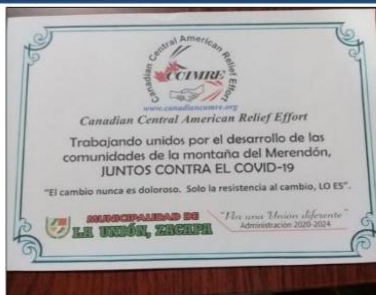 Canadian Central American Relief Effort
CCIMRE
www.canadiancomre.org
Canadian Central American Relief Effort
Trabajando unidos por el desarrollo de las
comunidades de la montaña del Merendón,
JUNTOS CONTRA EL COVID-19
"El cambio nunca es doloroso. Solo la resistencia al cambio, LO ES".
MUNICIPALIDAD DE
LA UNIÓN, ZACAPA
"Por una Unión diferente"
Administración 2020-2024